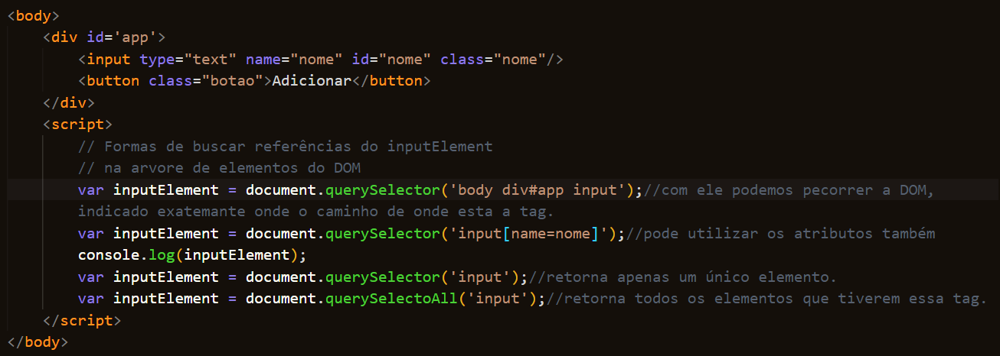 <body>
<div id='app'>
<input type="text" name="nome" id="nome" class="nome"/>
<button class="botao">Adicionar</button>
</div>
<script>
// Formas de buscar referências do inputElement
// na arvore de elementos do DOM
var inputElement = document.querySelector('body div#app input');//com ele podemos pecorrer a DOM,
indicado exatemante onde o caminho de onde esta a tag.
var inputElement = document.querySelector('input[name=nome]');//pode utilizar os atributos também
console.log(inputElement);
var inputElement = document.querySelector('input');//retorna apenas um único elemento.
var inputElement = document.querySelectoAll('input');//retorna todos os elementos que tiverem essa tag.
</script>
</body>